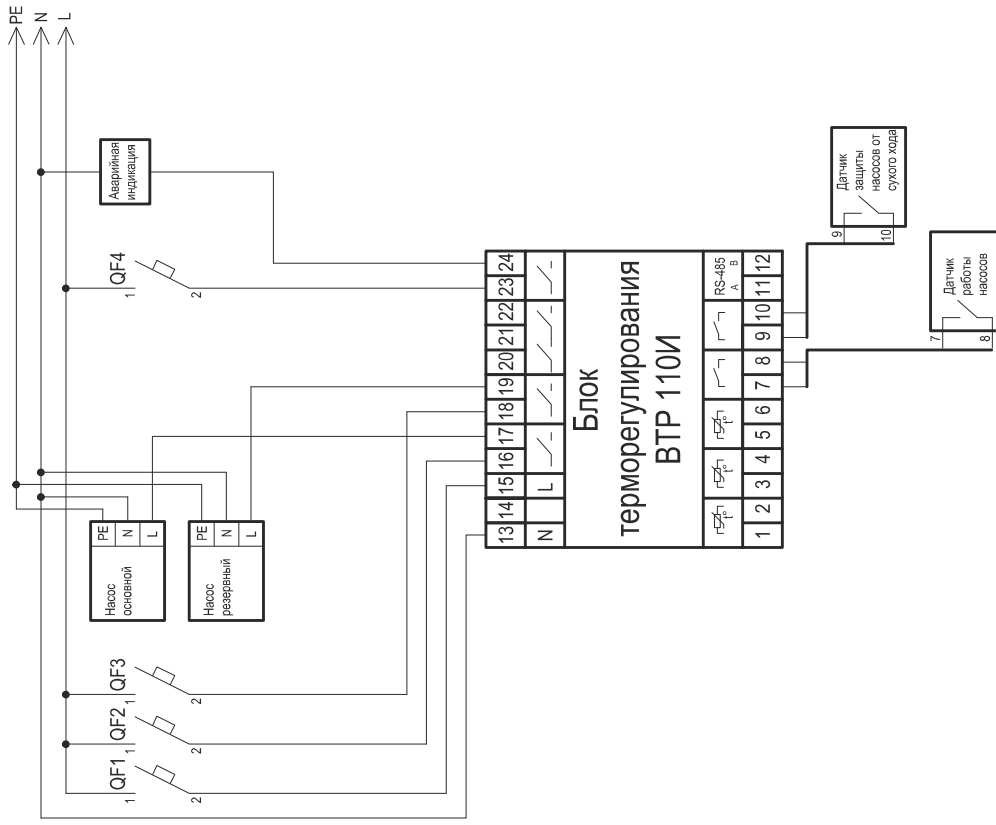 PE
N
L
Аварийная
индикация
QF4
1
2
PE
N
L
Насос
основной
PE
N
L
Насос
резервный
QF3
1
2
QF2
1
2
QF1
1
2
13 14 15 16 17 18 19 20 21 22 23 24
N L
Блок
терморегулирования
ВТР 110И
t° t° t° RS-485
A B
1 2 3 4 5 6 7 8 9 10 11 12
Датчик
защиты
насосов от
сухого хода
9
10
Датчик
работы
насосов
7
8